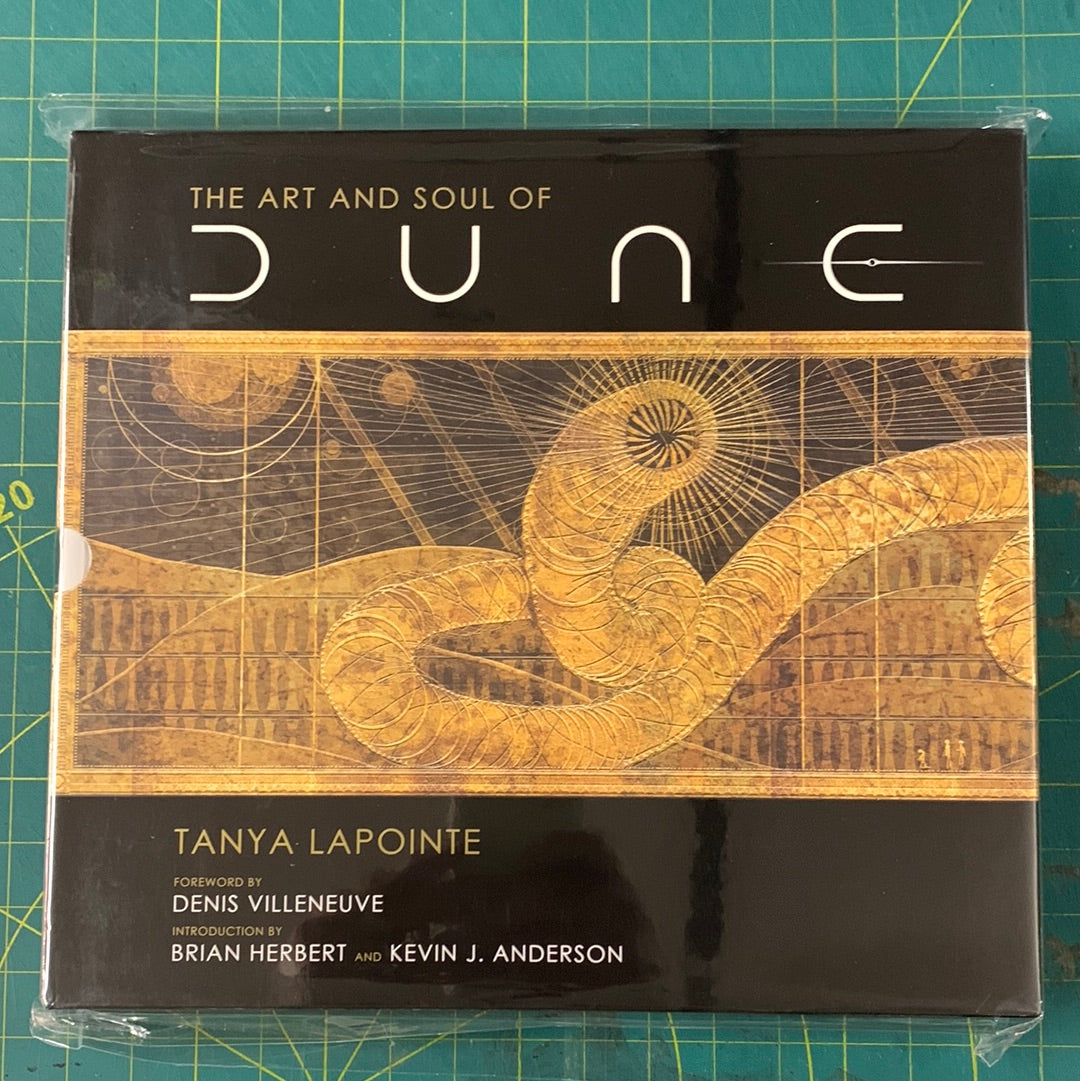 THE ART AND SOUL OF
DUNE
TANYA LAPOINTE
FOREWORD BY
DENIS VILLENEUVE
INTRODUCTION BY
BRIAN HERBERT AND KEVIN J. ANDERSON
20